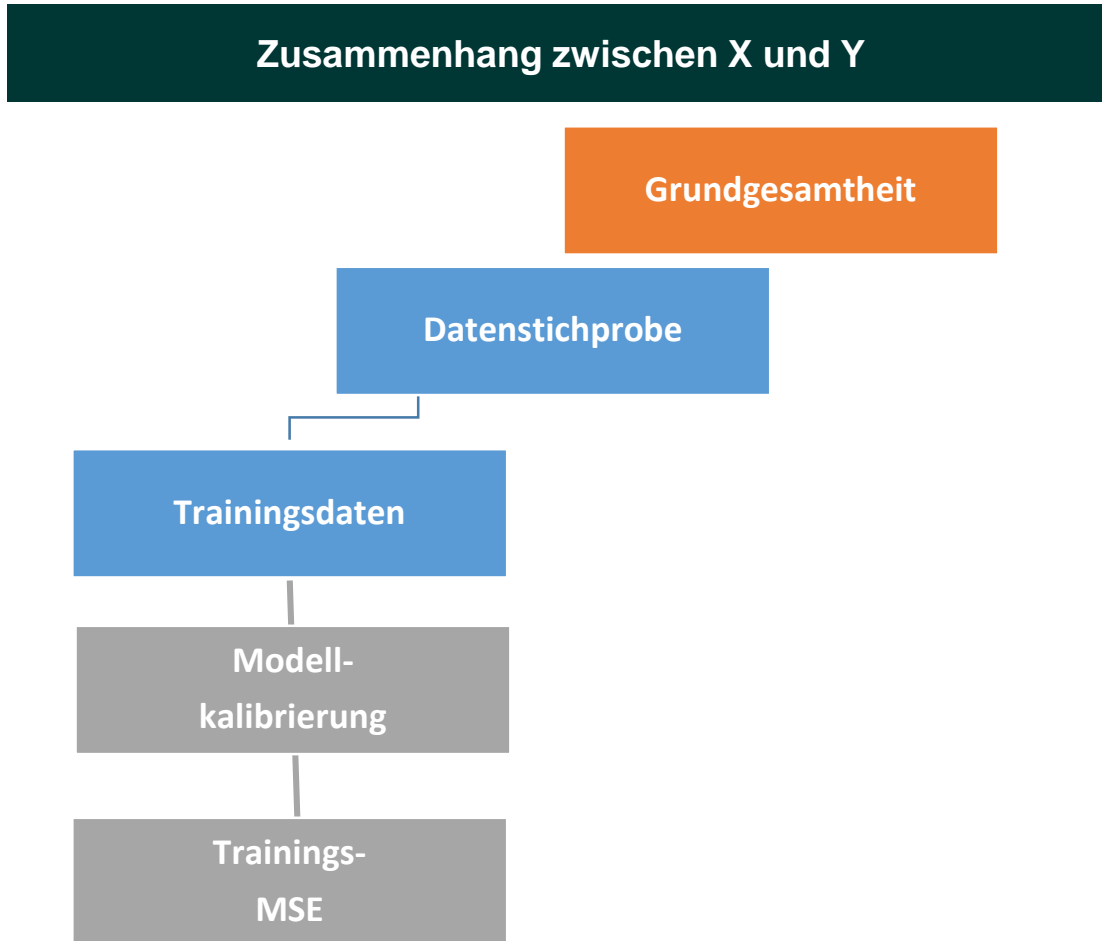 Zusammenhang zwischen X und Y
Grundgesamtheit
Datenstichprobe
Trainingsdaten
Modell-
kalibrierung
Trainings-
MSE